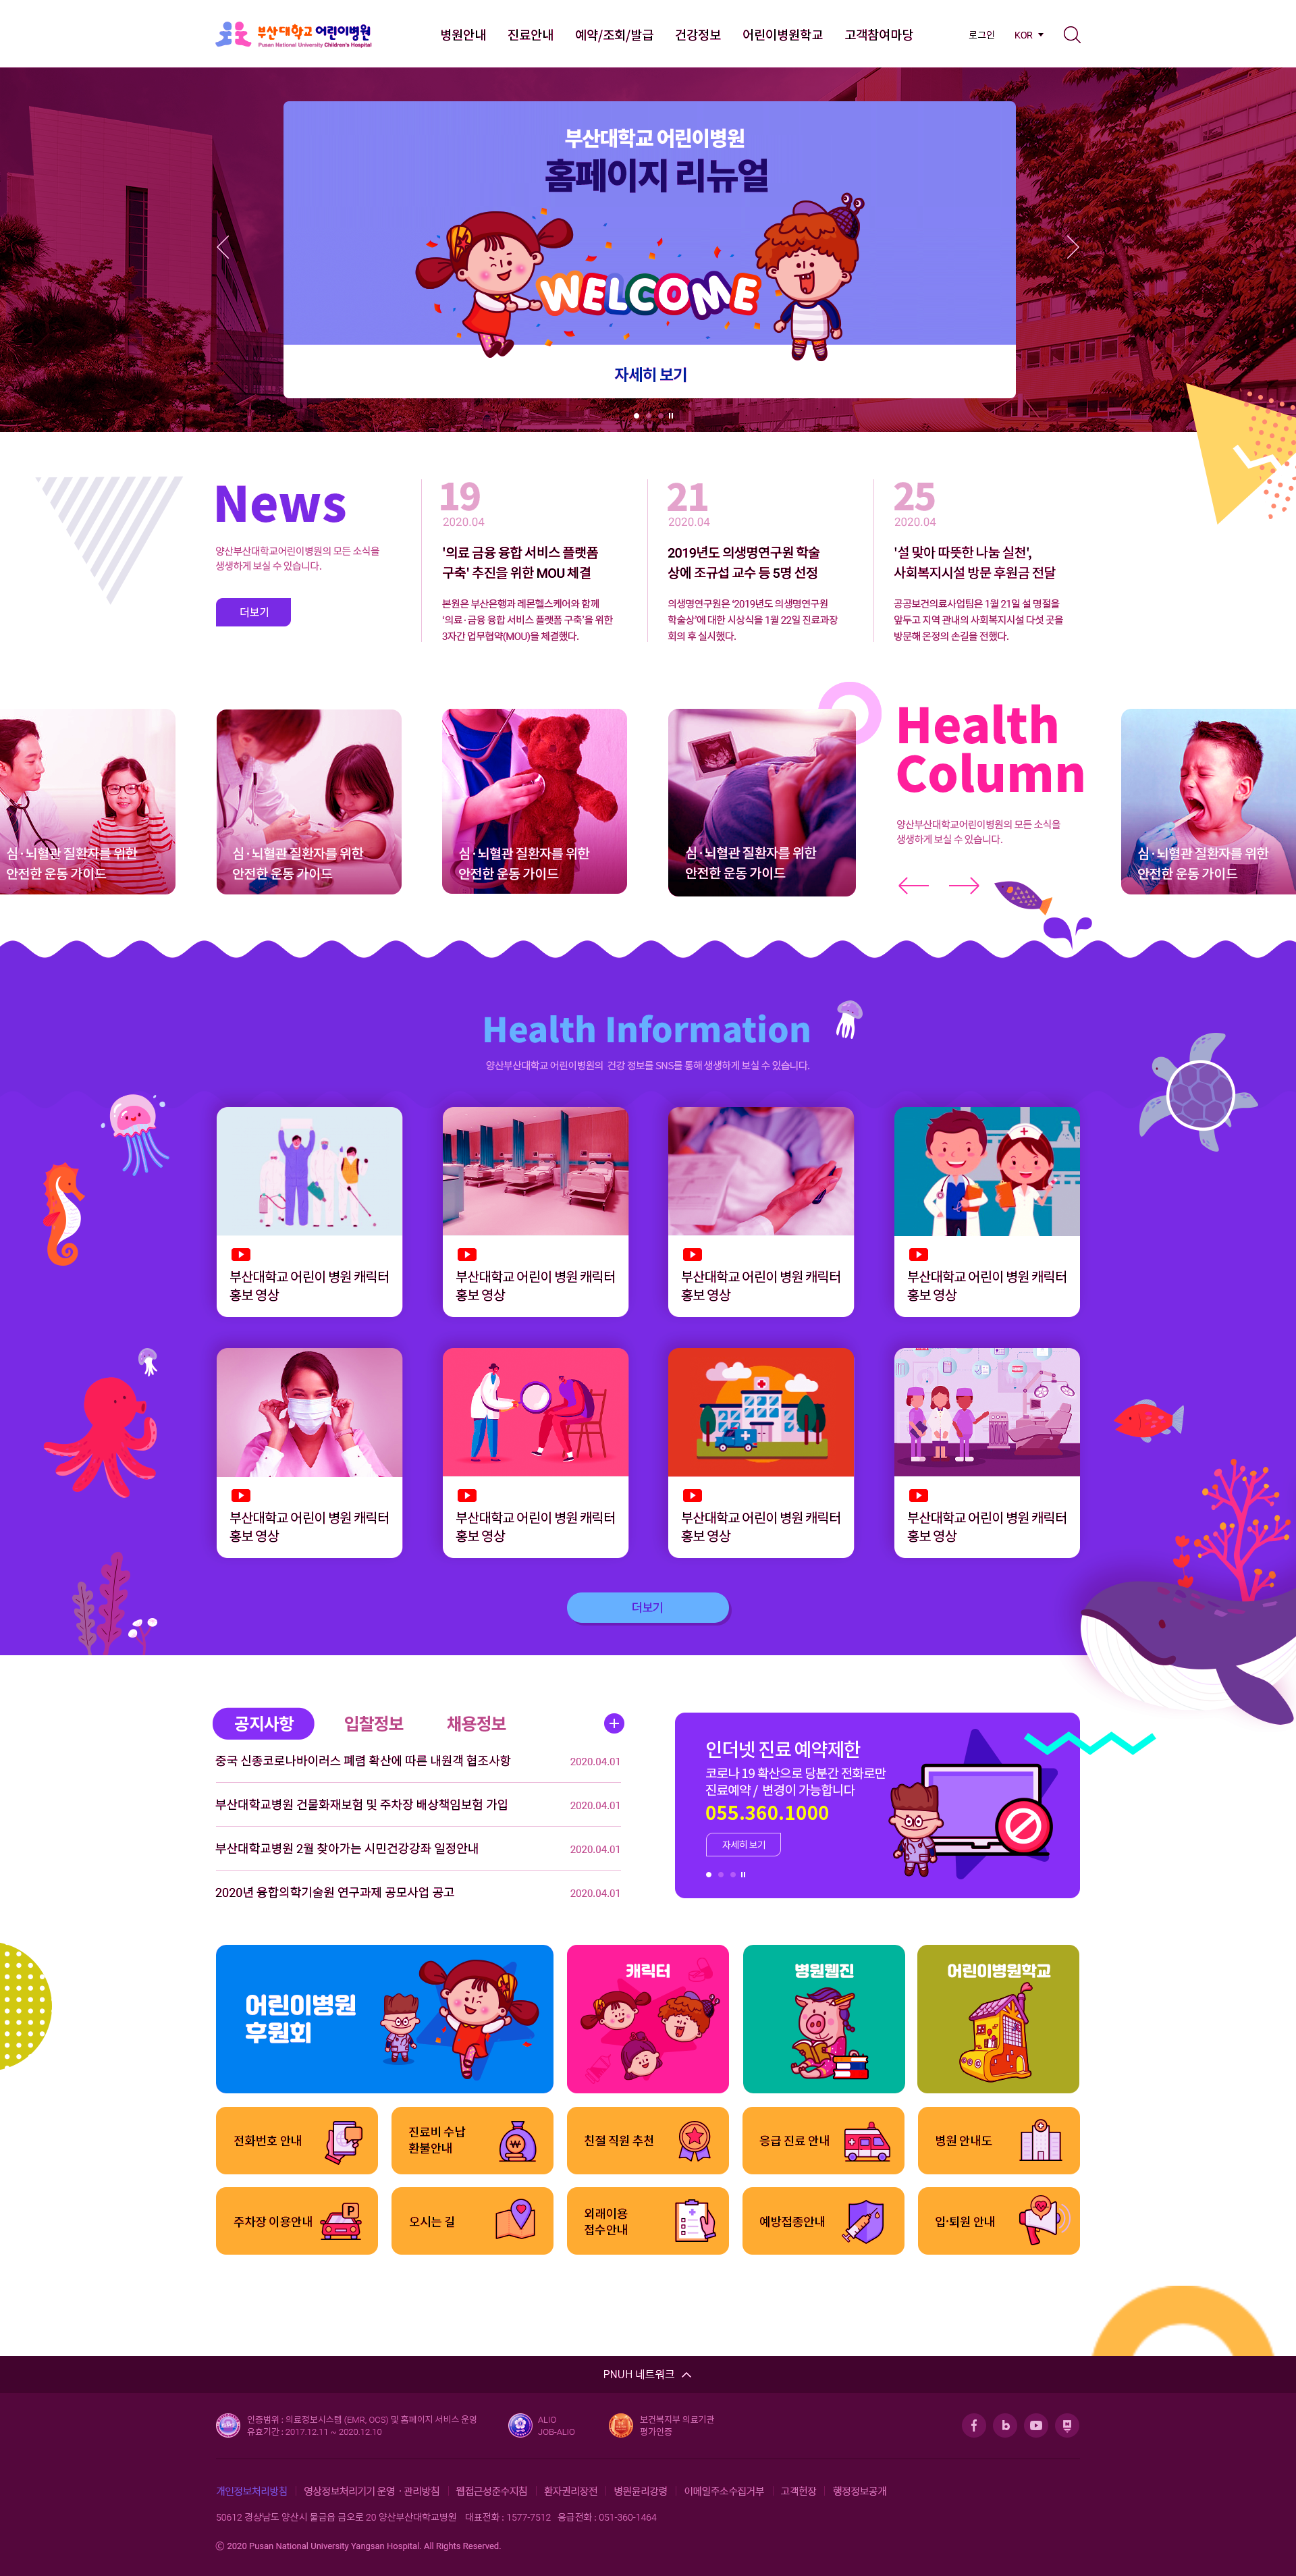 부산대학교 어린이병원
Pusan National University Children's Hospital
병원안내 진료안내 예약/조회/발급 건강정보 어린이병원학교 고객참여마당
로그인 KOR
부산대학교 어린이병원
홈페이지 리뉴얼
WELCOME
자세히 보기
News
양산부산대학교어린이병원의 모든 소식을
생생하게 보실 수 있습니다.
더보기
19
2020.04
'의료 금융 융합 서비스 플랫폼
구축' 추진을 위한 MOU 체결
본원은 부산은행과 레몬헬스케어와 함께
'의료·금융 융합 서비스 플랫폼 구축'을 위한
3자간 업무협약(MOU)을 체결했다.
21
2020.04
2019년도 의생명연구원 학술
상에 조규섭 교수 등 5명 선정
의생명연구원은 '2019년도 의생명연구원
학술상'에 대한 시상식을 1월 22일 진료과장
회의 후 실시했다.
25
2020.04
'설 맞아 따뜻한 나눔 실천',
사회복지시설 방문 후원금 전달
공공보건의료사업팀은 1월 21일 설 명절을
앞두고 지역 관내의 사회복지시설 다섯 곳을
방문해 온정의 손길을 전했다.
심·뇌혈관 질환자를 위한
안전한 운동 가이드
심·뇌혈관 질환자를 위한
안전한 운동 가이드
심·뇌혈관 질환자를 위한
안전한 운동 가이드
심·뇌혈관 질환자를 위한
안전한 운동 가이드
Health
Column
양산부산대학교어린이병원의 모든 소식을
생생하게 보실 수 있습니다.
심·뇌혈관 질환자를 위한
안전한 운동 가이드
Health Information
양산부산대학교 어린이병원의 건강 정보를 SNS를 통해 생생하게 보실 수 있습니다.
부산대학교 어린이 병원 캐릭터
홍보 영상
부산대학교 어린이 병원 캐릭터
홍보 영상
부산대학교 어린이 병원 캐릭터
홍보 영상
부산대학교 어린이 병원 캐릭터
홍보 영상
부산대학교 어린이 병원 캐릭터
홍보 영상
부산대학교 어린이 병원 캐릭터
홍보 영상
부산대학교 어린이 병원 캐릭터
홍보 영상
부산대학교 어린이 병원 캐릭터
홍보 영상
더보기
공지사항 입찰정보 채용정보
중국 신종코로나바이러스 폐렴 확산에 따른 내원객 협조사항 2020.04.01
부산대학교병원 건물화재보험 및 주차장 배상책임보험 가입 2020.04.01
부산대학교병원 2월 찾아가는 시민건강강좌 일정안내 2020.04.01
2020년 융합의학기술원 연구과제 공모사업 공고 2020.04.01
인더넷 진료 예약제한
코로나 19 확산으로 당분간 전화로만
진료예약 / 변경이 가능합니다
055.360.1000
자세히 보기
어린이병원
후원회
캐릭터
병원웹진
어린이병원학교
전화번호 안내
진료비 수납
환불안내
친절 직원 추천
응급 진료 안내
병원 안내도
주차장 이용안내
P
오시는 길
외래이용
접수안내
예방접종안내
입·퇴원 안내
PNUH 네트워크
인증범위 : 의료정보시스템 (EMR, OCS) 및 홈페이지 서비스 운영
유효기간 : 2017.12.11 ~ 2020.12.10
ALIO
JOB-ALIO
보건복지부 의료기관
평가인증
개인정보처리방침 영상정보처리기기 운영·관리방침 웹접근성준수지침 환자권리장전 병원윤리강령 이메일주소수집거부 고객헌장 행정정보공개
50612 경상남도 양산시 물금읍 금오로 20 양산부산대학교병원 대표전화 : 1577-7512 응급전화 : 051-360-1464
ⓒ 2020 Pusan National University Yangsan Hospital. All Rights Reserved.